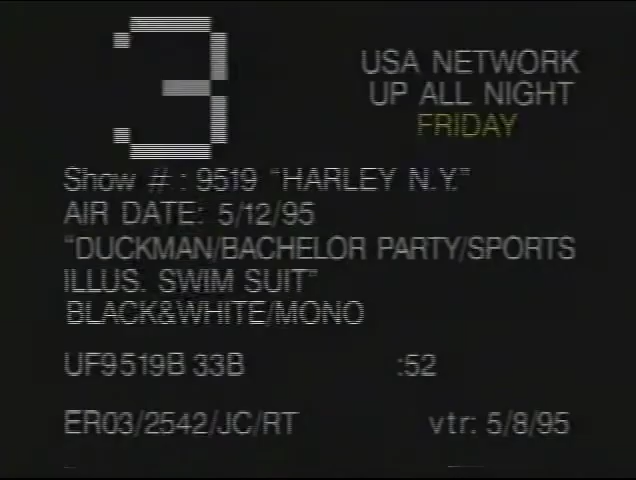 3
USA NETWORK
UP ALL NIGHT
FRIDAY
Show # : 9519 "HARLEY N.Y."
AIR DATE: 5/12/95
"DUCKMAN/BACHELOR PARTY/SPORTS
ILLUS. SWIM SUIT"
BLACK&WHITE/MONO
UF9519B 33B :52
ER03/2542/JC/RT vtr: 5/8/95